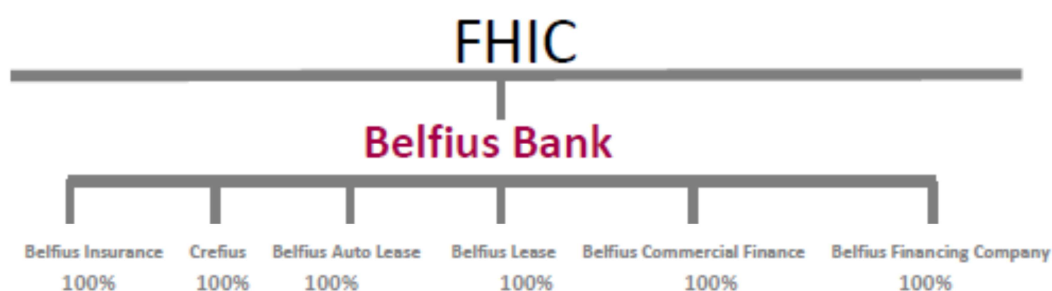 FHIC
Belfius Bank
Belfius Insurance Crefius Belfius Auto Lease Belfius Lease Belfius Commercial Finance Belfius Financing Company
100% 100% 100% 100% 100% 100%